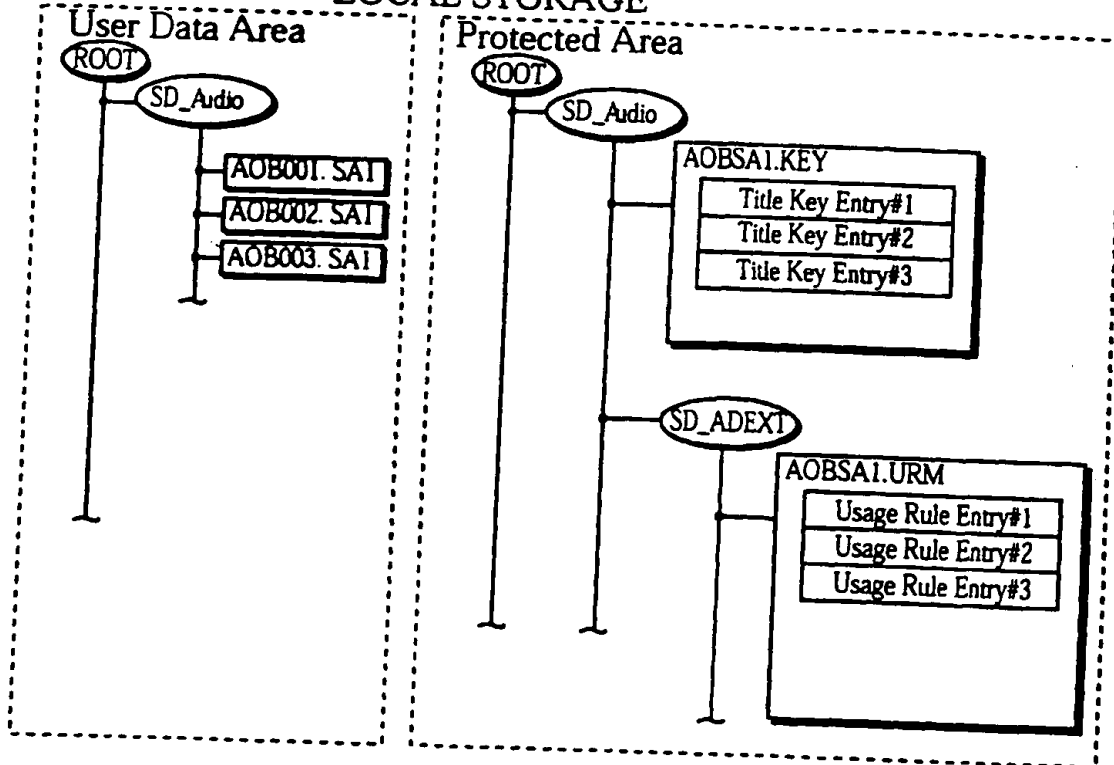 LOCAL STORAGE
User Data Area
ROOT
SD_Audio
AOB001. SA1
AOB002. SA1
AOB003. SA1
Protected Area
ROOT
SD_Audio
AOBSA1.KEY
Title Key Entry#1
Title Key Entry#2
Title Key Entry#3
SD_ADEXT
AOBSA1.URM
Usage Rule Entry#1
Usage Rule Entry#2
Usage Rule Entry#3